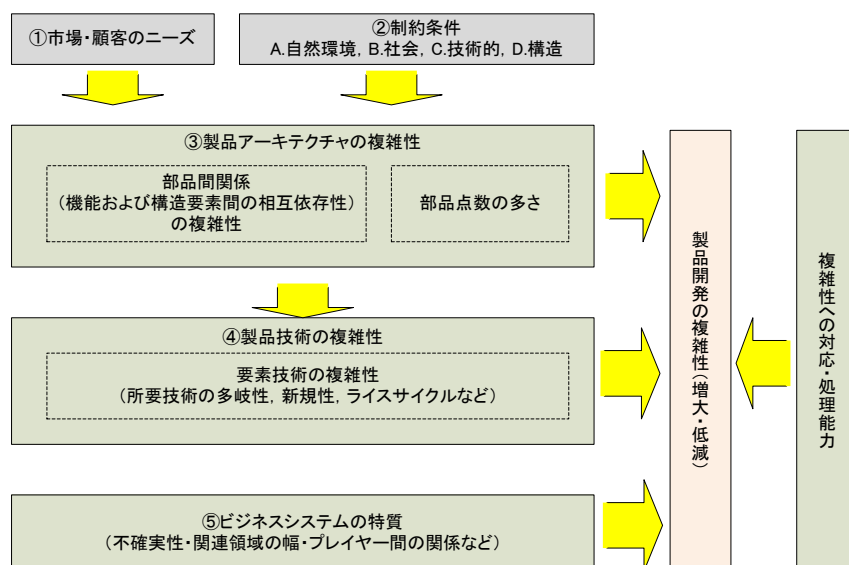 ①市場・顧客のニーズ
②制約条件
A.自然環境, B.社会, C.技術的, D.構造
③製品アーキテクチャの複雑性
部品間関係
（機能および構造要素間の相互依存性）
の複雑性
部品点数の多さ
④製品技術の複雑性
要素技術の複雑性
（所要技術の多岐性, 新規性, ライスサイクルなど）
⑤ビジネスシステムの特質
（不確実性・関連領域の幅・プレイヤー間の関係など）
製品開発の複雑性（増大・低減）
複雑性への対応・処理能力